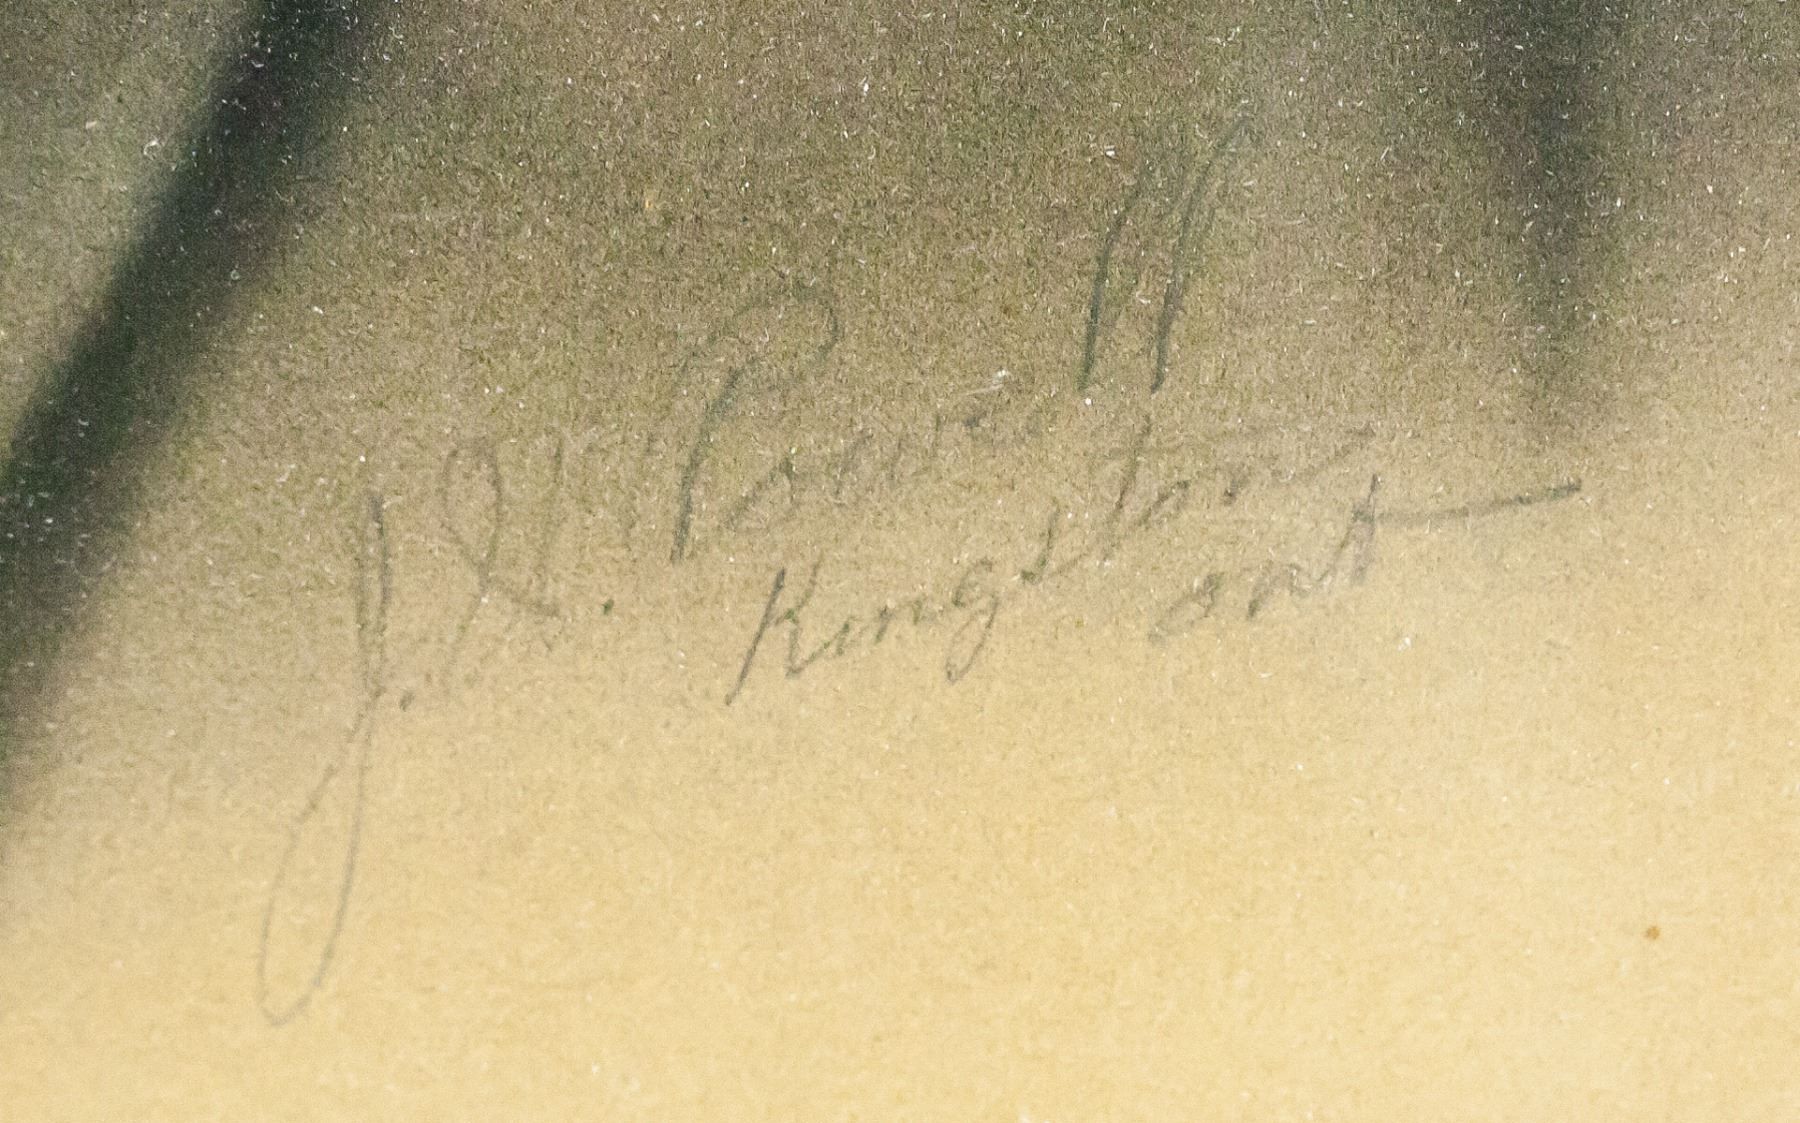 J. W. Powell
Kingston
ont